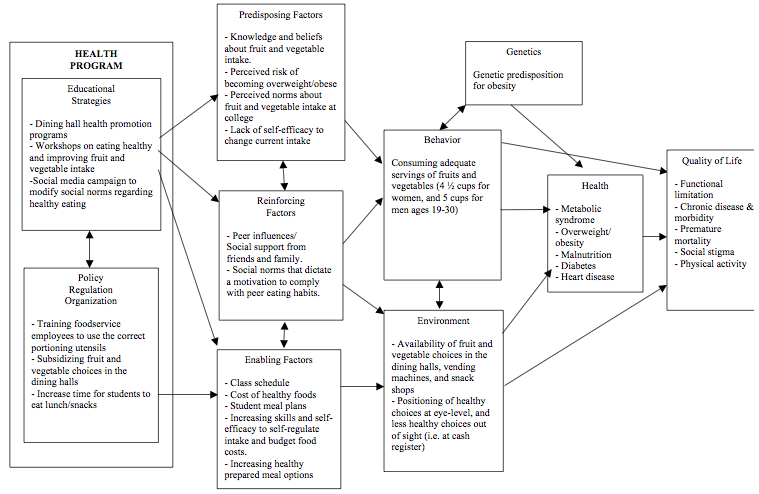 HEALTH
PROGRAM
Educational
Strategies
- Dining hall health promotion
programs
- Workshops on eating healthy
and improving fruit and
vegetable intake
-Social media campaign to
modify social norms regarding
healthy eating
Policy
Regulation
Organization
- Training foodservice
employees to use the correct
portioning utensils
- Subsidizing fruit and
vegetable choices in the
dining halls
- Increase time for students to
eat lunch/snacks
Predisposing Factors
- Knowledge and beliefs
about fruit and vegetable
intake.
- Perceived risk of
becoming overweight/obese
- Perceived norms about
fruit and vegetable intake at
college
- Lack of self-efficacy to
change current intake
Reinforcing
Factors
- Peer influences/
Social support from
friends and family.
- Social norms that dictate
a motivation to comply
with peer eating habits.
Enabling Factors
- Class schedule
- Cost of healthy foods
- Student meal plans
- Increasing skills and self-
efficacy to self-regulate
intake and budget food
costs.
- Increasing healthy
prepared meal options
Genetics
Genetic predisposition
for obesity
Behavior
Consuming adequate
servings of fruits and
vegetables (4 ½ cups for
women, and 5 cups for
men ages 19-30)
Environment
- Availability of fruit and
vegetable choices in the
dining halls, vending
machines, and snack
shops
- Positioning of healthy
choices at eye-level, and
less healthy choices out
of sight (i.e. at cash
register)
Health
- Metabolic
syndrome
- Overweight/
obesity
- Malnutrition
- Diabetes
- Heart disease
Quality of Life
- Functional
limitation
- Chronic disease &
morbidity
- Premature
mortality
- Social stigma
- Physical activity